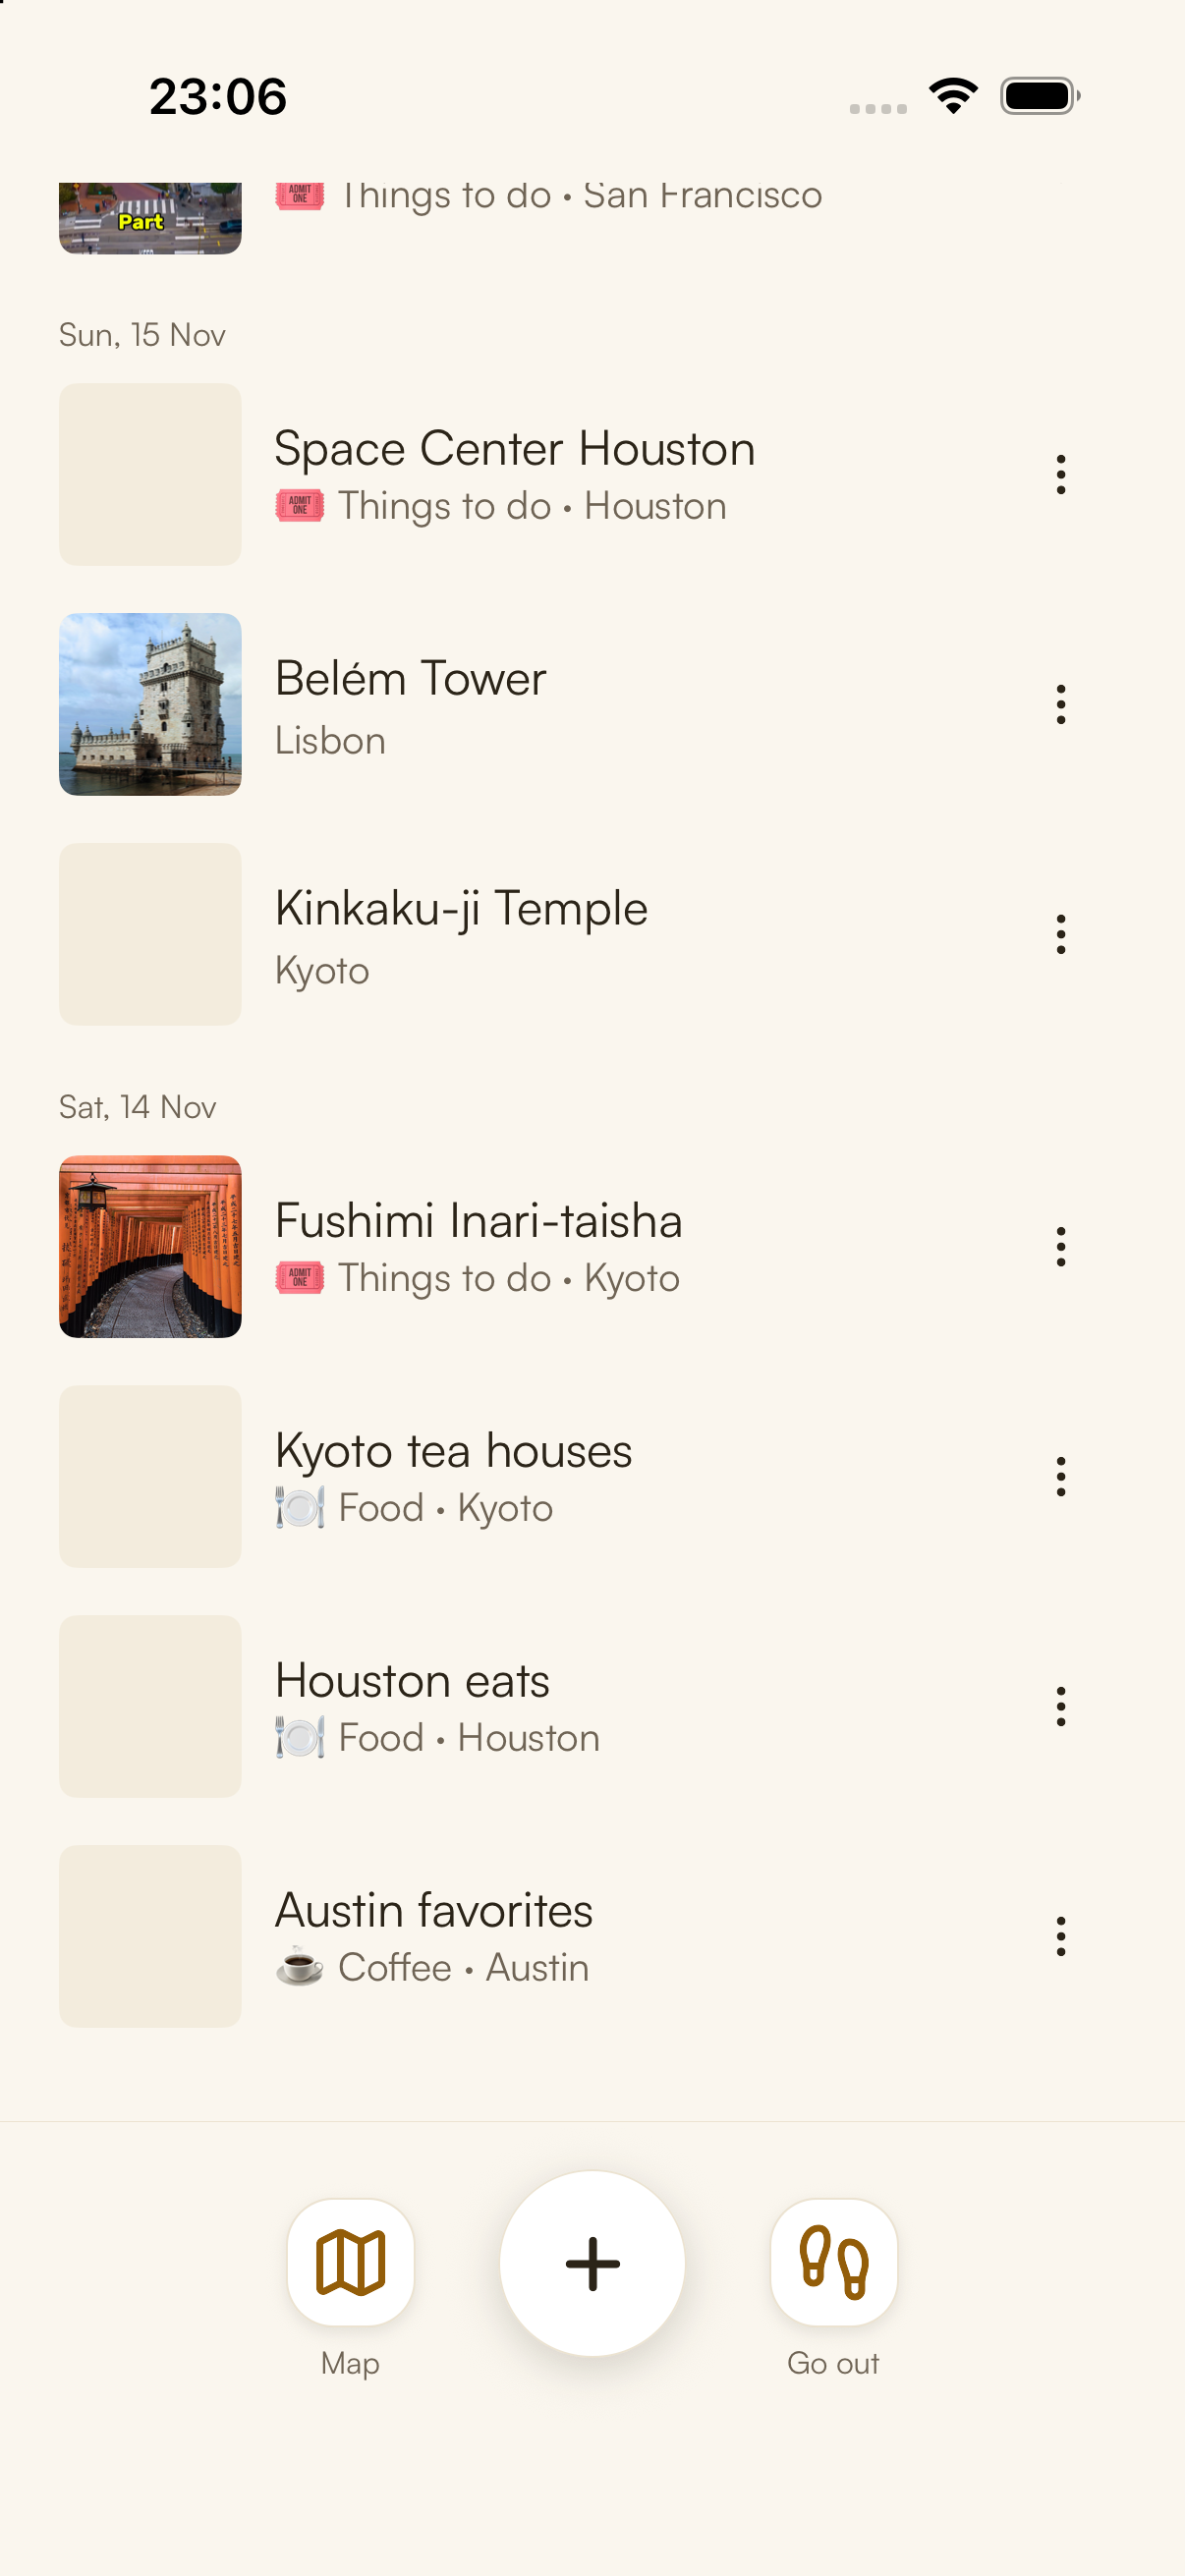 23:06
Part
🎟️ Things to do · San Francisco
Sun, 15 Nov
Space Center Houston
🎟️ Things to do · Houston
Belém Tower
Lisbon
Kinkaku-ji Temple
Kyoto
Sat, 14 Nov
Fushimi Inari-taisha
🎟️ Things to do · Kyoto
Kyoto tea houses
🍽️ Food · Kyoto
Houston eats
🍽️ Food · Houston
Austin favorites
☕ Coffee · Austin
Map
Go out